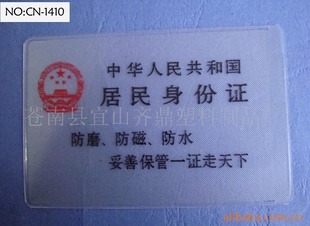 NO:CN-1410
中华人民共和国
居民身份证
苍南县宜山齐鼎塑料
防磨、防磁、防水
妥善保管一证走天下